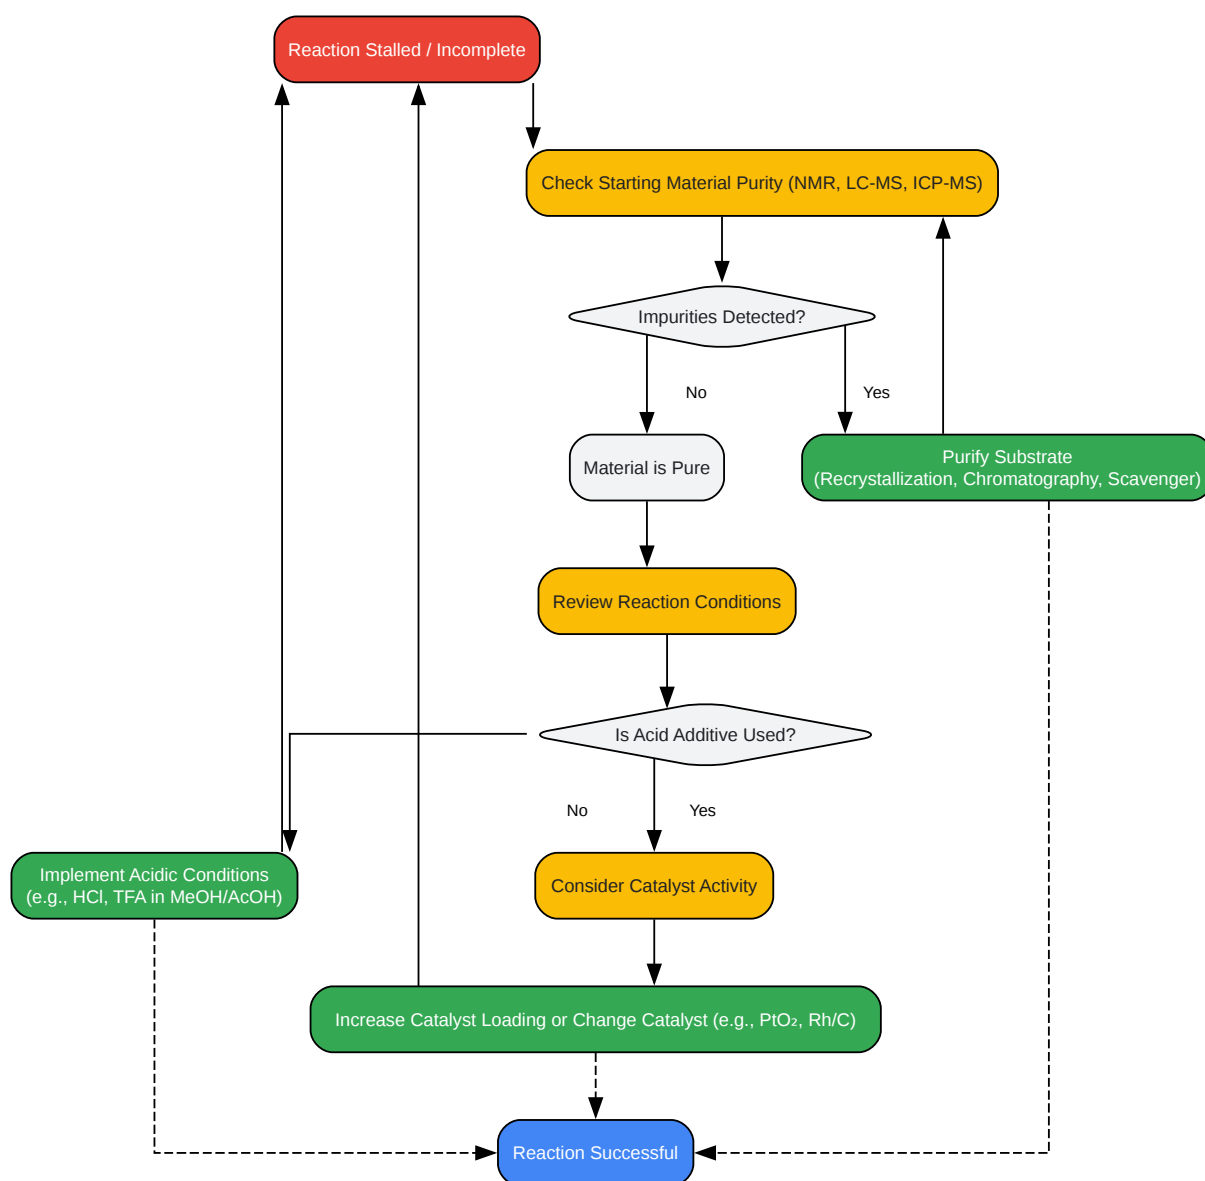 Reaction Stalled / Incomplete
Check Starting Material Purity (NMR, LC-MS, ICP-MS)
Impurities Detected?
No
Yes
Material is Pure
Purify Substrate
(Recrystallization, Chromatography, Scavenger)
Review Reaction Conditions
Is Acid Additive Used?
No
Yes
Implement Acidic Conditions
(e.g., HCl, TFA in MeOH/AcOH)
Consider Catalyst Activity
Increase Catalyst Loading or Change Catalyst (e.g., PtO₂, Rh/C)
Reaction Successful